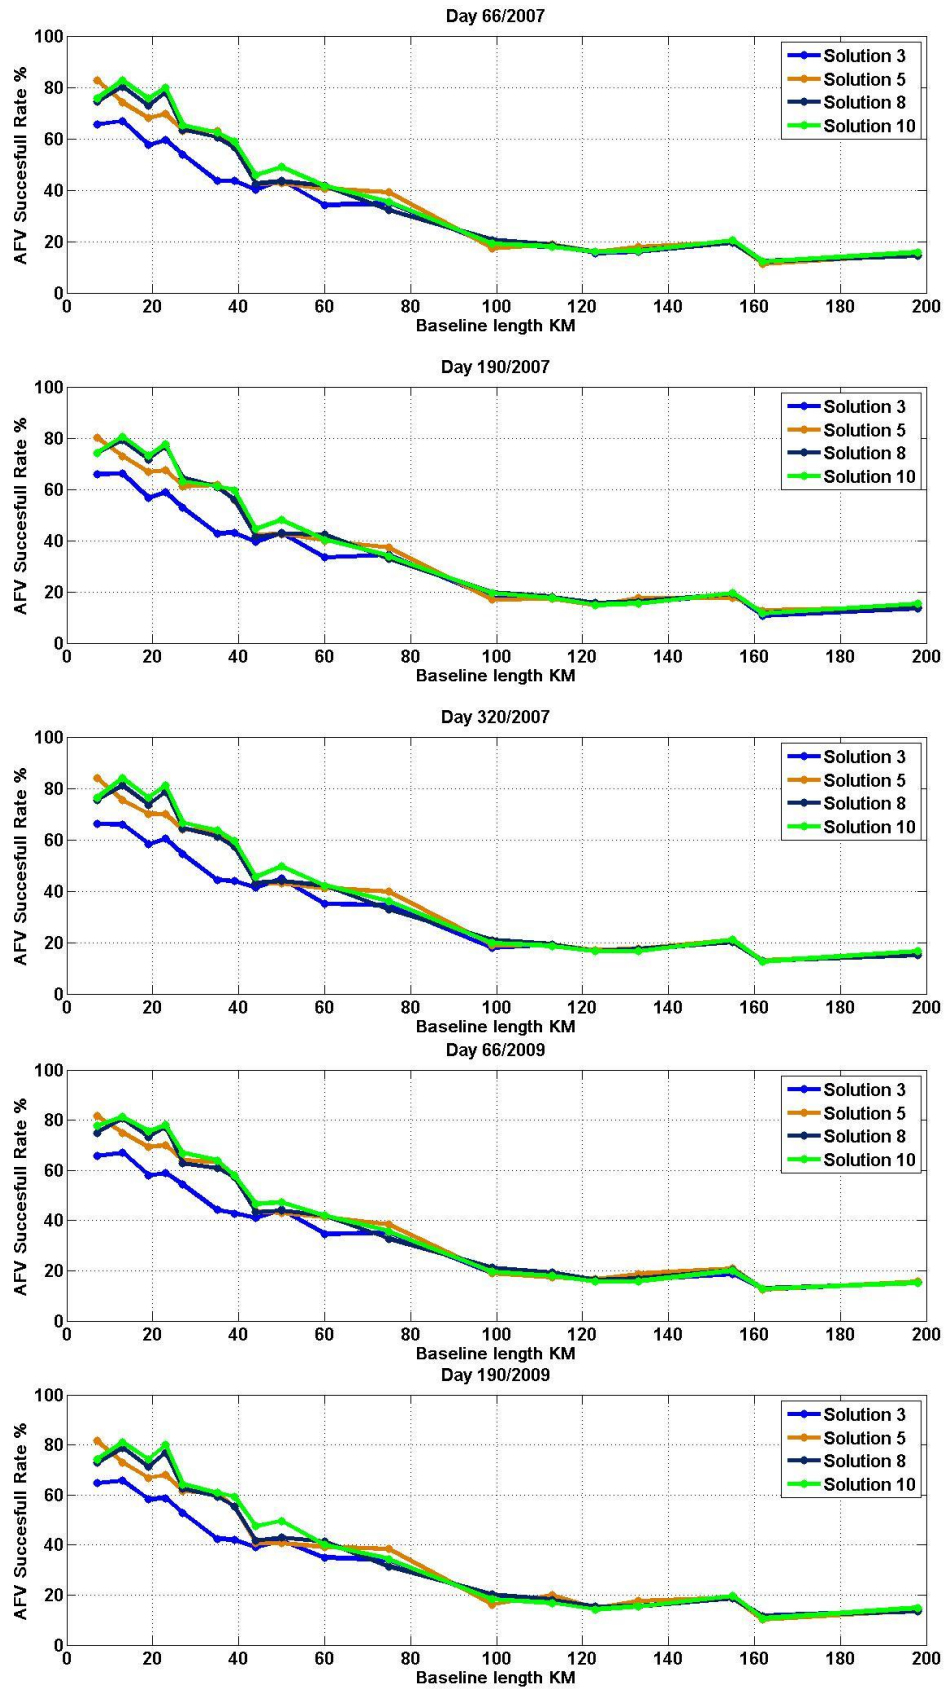 Day 66/2007
AFV Succesfull Rate %
100
80
60
40
20
0
Solution 3
Solution 5
Solution 8
Solution 10
0 20 40 60 80 100 120 140 160 180 200
Baseline length KM
Day 190/2007
AFV Succesfull Rate %
100
80
60
40
20
0
Solution 3
Solution 5
Solution 8
Solution 10
0 20 40 60 80 100 120 140 160 180 200
Baseline length KM
Day 320/2007
AFV Succesfull Rate %
100
80
60
40
20
0
Solution 3
Solution 5
Solution 8
Solution 10
0 20 40 60 80 100 120 140 160 180 200
Baseline length KM
Day 66/2009
AFV Succesfull Rate %
100
80
60
40
20
0
Solution 3
Solution 5
Solution 8
Solution 10
0 20 40 60 80 100 120 140 160 180 200
Baseline length KM
Day 190/2009
AFV Succesfull Rate %
100
80
60
40
20
0
Solution 3
Solution 5
Solution 8
Solution 10
0 20 40 60 80 100 120 140 160 180 200
Baseline length KM